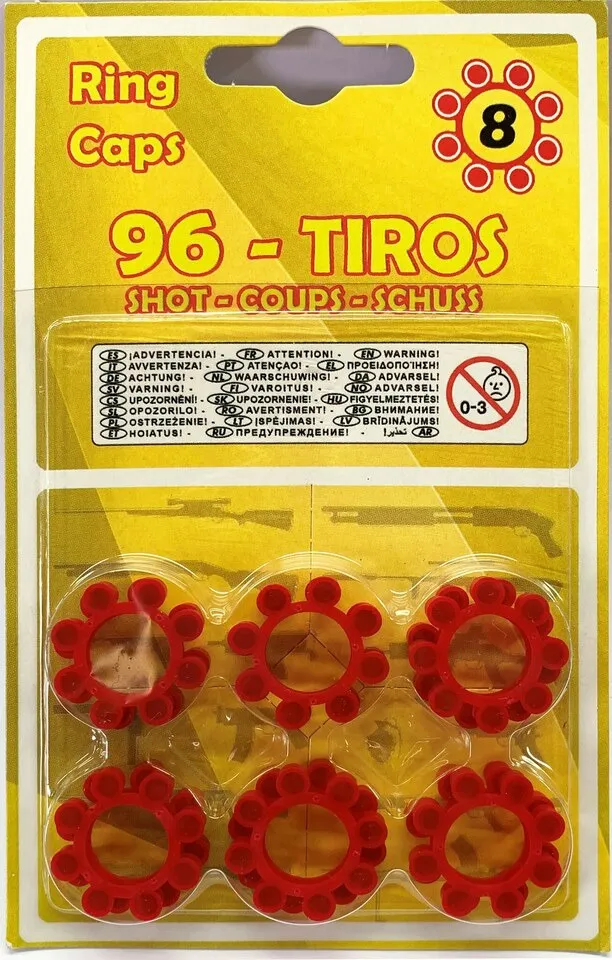 Ring
Caps
8
96 - TIROS
SHOT - COUPS - SCHUSS
ES ¡ADVERTENCIA! - FR ATTENTION! - EN WARNING!
IT AVVERTENZA! - PT ATENÇAO! - EL ΠΡΟΕΙΔΟΠΟΊΗΣΗ!
DE ACHTUNG! - NL WAARSCHUWING! - DA ADVARSEL!
SV VARNING! - FI VAROITUS! - NO ADVARSEL!
CS UPOZORNĚNÍ! - SK UPOZORNENIE! - HU FIGYELMEZTETÉS!
SL OPOZORILO! - RO AVERTISMENT! - BG ВНИМАНИЕ!
PL OSTRZEŻENIE! - LT ĮSPĖJIMAS! - LV BRĪDINĀJUMS!
ET HOIATUS! - RU ПРЕДУПРЕЖДЕНИЕ! - تحذير! AR
0-3